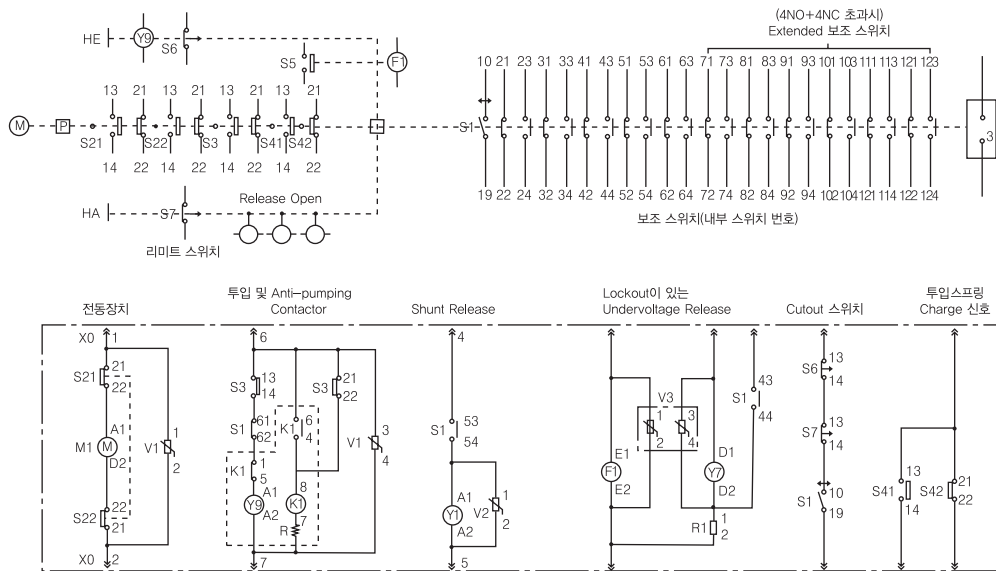 (4NO+4NC 초과시)
Extended 보조 스위치
HE Y9 S6
S5 F1
10 21 23 31 33 41 43 51 53 61 63 71 73 81 83 91 93 101 103 111 113 121 123
13 21 13 21 13 21 13 21
M P S21 S22 S3 S41 S42 S1 3
14 22 14 22 14 22 14 22
19 22 24 32 34 42 44 52 54 62 64 72 74 82 84 92 94 102 104 121 114 122 124
Release Open
HA S7
보조 스위치(내부 스위치 번호)
리미트 스위치
전동장치
X0 1
S21 21
22
A1
M1 M
D2
V1 1
2
22
S22 21
X0 2
투입 및 Anti-pumping
Contactor
6
S3 13
14
S3 21
22
S1 61
62
K1 6
4
V1 3
4
K1 1
5
Y9 A1
A2
8
K1
7
R
7
Shunt Release
4
S1 53
54
A1
Y1
A2
V2 1
2
5
Lockout이 있는
Undervoltage Release
V3
1
2
3
4
S1 43
44
E1
F1
E2
D1
Y7
D2
R1 1
2
Cutout 스위치
S6 13
14
S7 13
14
S1 10
19
투입스프링
Charge 신호
S41 13
14
S42 21
22